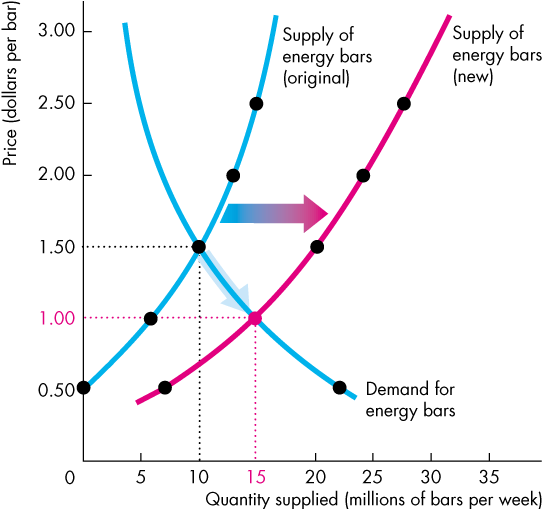 Price (dollars per bar)
3.00
2.50
2.00
1.50
1.00
0.50
0
5
10
15
20
25
30
35
Supply of
energy bars
(original)
Supply of
energy bars
(new)
Demand for
energy bars
Quantity supplied (millions of bars per week)